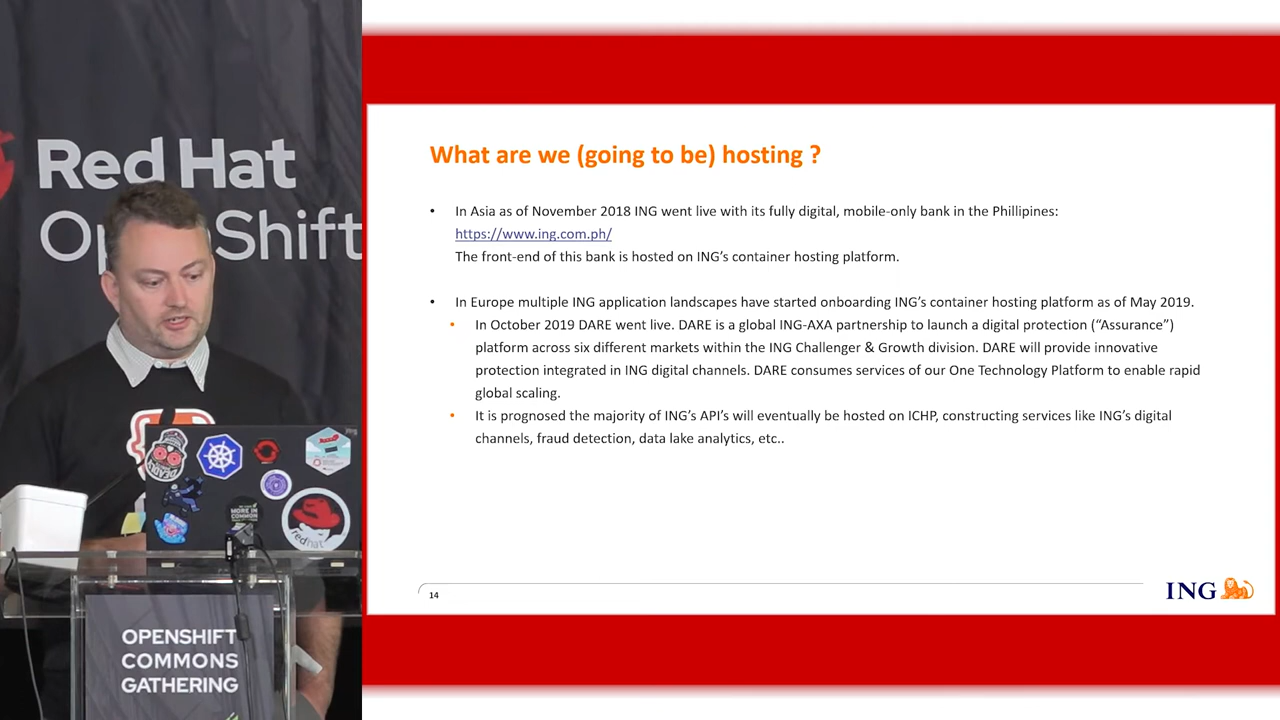 Red Hat
OpenShift
DEADLY
MORE IN
COMMON
redhat
OPENSHIFT
COMMONS
GATHERING
What are we (going to be) hosting ?
• In Asia as of November 2018 ING went live with its fully digital, mobile-only bank in the Phillipines:
https://www.ing.com.ph/
The front-end of this bank is hosted on ING’s container hosting platform.
• In Europe multiple ING application landscapes have started onboarding ING’s container hosting platform as of May 2019.
• In October 2019 DARE went live. DARE is a global ING-AXA partnership to launch a digital protection (“Assurance”)
platform across six different markets within the ING Challenger & Growth division. DARE will provide innovative
protection integrated in ING digital channels. DARE consumes services of our One Technology Platform to enable rapid
global scaling.
• It is prognosed the majority of ING’s API’s will eventually be hosted on ICHP, constructing services like ING’s digital
channels, fraud detection, data lake analytics, etc..
14
ING